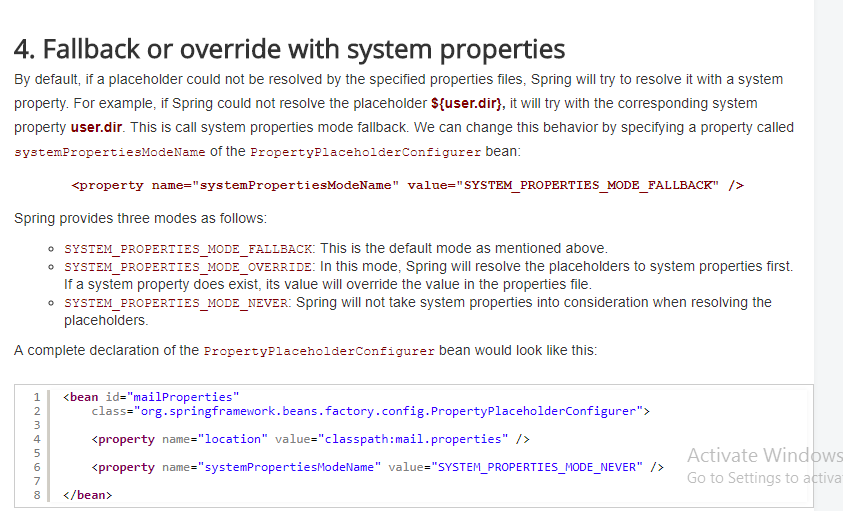 4. Fallback or override with system properties
By default, if a placeholder could not be resolved by the specified properties files, Spring will try to resolve it with a system
property. For example, if Spring could not resolve the placeholder ${user.dir}, it will try with the corresponding system
property user.dir. This is call system properties mode fallback. We can change this behavior by specifying a property called
systemPropertiesModeName of the PropertyPlaceholderConfigurer bean:
<property name="systemPropertiesModeName" value="SYSTEM_PROPERTIES_MODE_FALLBACK" />
Spring provides three modes as follows:
SYSTEM_PROPERTIES_MODE_FALLBACK: This is the default mode as mentioned above.
SYSTEM_PROPERTIES_MODE_OVERRIDE: In this mode, Spring will resolve the placeholders to system properties first.
If a system property does exist, its value will override the value in the properties file.
SYSTEM_PROPERTIES_MODE_NEVER: Spring will not take system properties into consideration when resolving the
placeholders.
A complete declaration of the PropertyPlaceholderConfigurer bean would look like this:
1 <bean id="mailProperties"
2 class="org.springframework.beans.factory.config.PropertyPlaceholderConfigurer">
3
4 <property name="location" value="classpath:mail.properties" />
5
6 <property name="systemPropertiesModeName" value="SYSTEM_PROPERTIES_MODE_NEVER" />
7
8 </bean>
Activate Windows
Go to Settings to activa